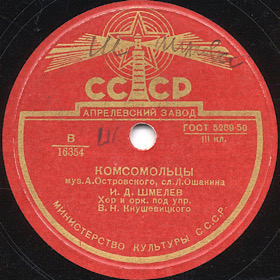 СССР
АПРЕЛЕВСКИЙ ЗАВОД
В
16354
ГОСТ 5289-50
III кл.
КОМСОМОЛЬЦЫ
муз. А. Островского, сл. Л. Ошанина
И. Д. ШМЕЛЕВ
Хор и орк. под упр.
В. Н. Кнушевицкого
МИНИСТЕРСТВО КУЛЬТУРЫ С.С.С.Р.